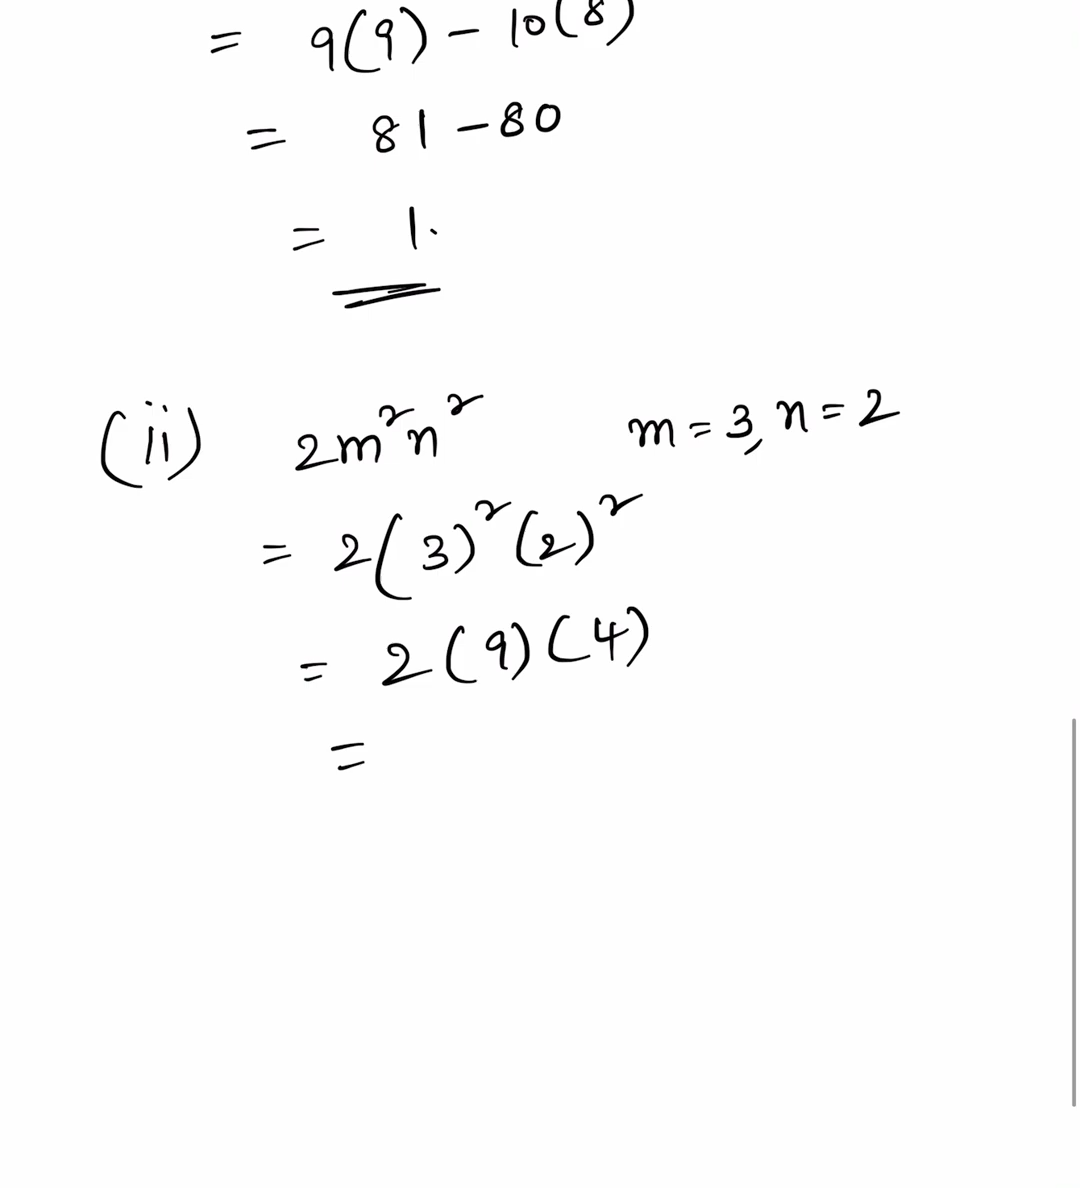 = 9(9) - 10(8)
= 81 - 80
= 1.
(ii) 2m²n² m = 3, n = 2
= 2(3)²(2)²
= 2(9)(4)
=